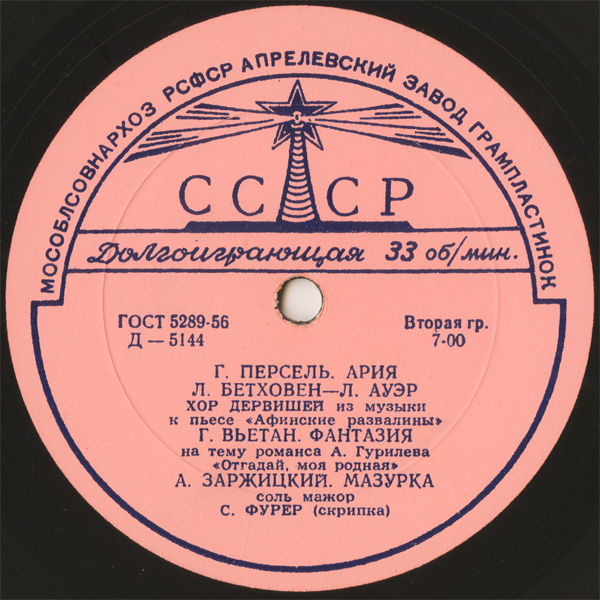 МОСОБЛСОВНАРХОЗ РСФСР АПРЕЛЕВСКИЙ ЗАВОД ГРАМПЛАСТИНОК
СССР
Долгоиграющая 33 об/мин.
ГОСТ 5289-56
Д — 5144
Вторая гр.
7-00
Г. ПЕРСЕЛЬ. АРИЯ
Л. БЕТХОВЕН—Л. АУЭР
ХОР ДЕРВИШЕЙ из музыки
к пьесе «Афинские развалины»
Г. ВЬЕТАН. ФАНТАЗИЯ
на тему романса А. Гурилева
«Отгадай, моя родная»
А. ЗАРЖИЦКИЙ. МАЗУРКА
соль мажор
С. ФУРЕР (скрипка)